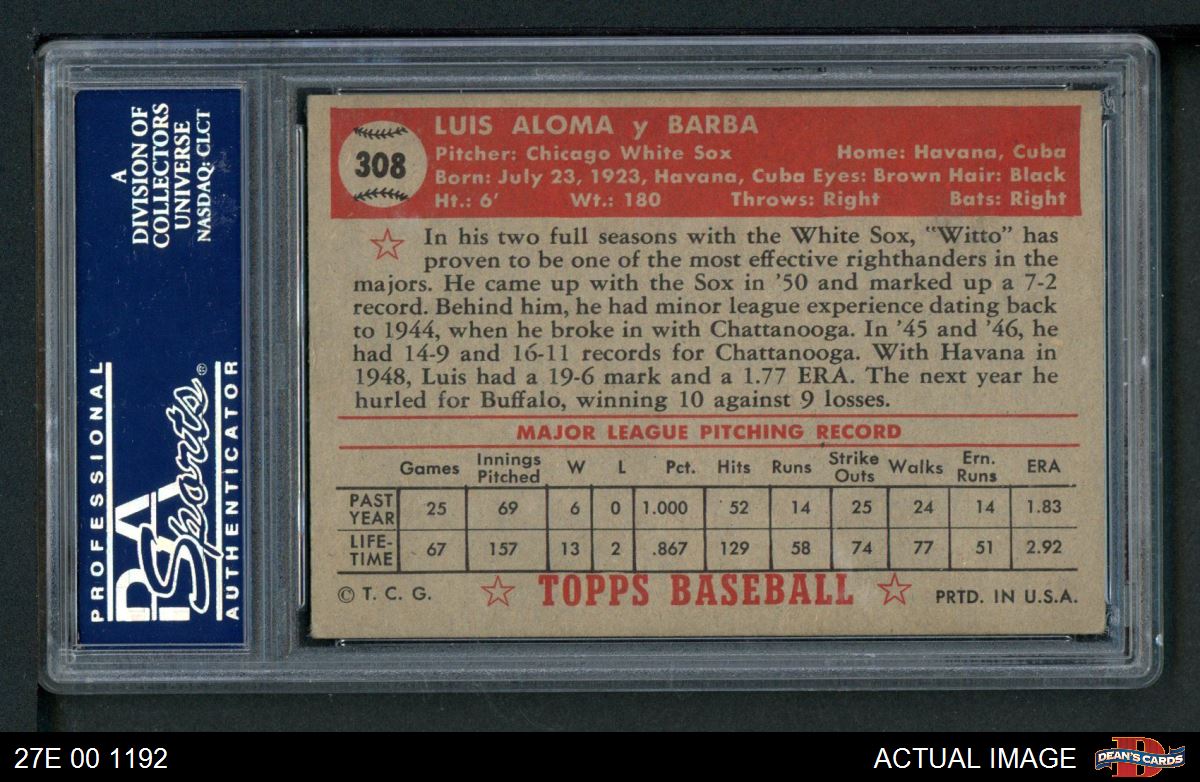 A
DIVISION OF
COLLECTORS
UNIVERSE
NASDAQ: CLCT
PROFESSIONAL
PSA
Sports®
AUTHENTICATOR
308
LUIS ALOMA y BARBA
Pitcher: Chicago White Sox Home: Havana, Cuba
Born: July 23, 1923, Havana, Cuba Eyes: Brown Hair: Black
Ht.: 6' Wt.: 180 Throws: Right Bats: Right
In his two full seasons with the White Sox, "Witto" has
proven to be one of the most effective righthanders in the
majors. He came up with the Sox in '50 and marked up a 7-2
record. Behind him, he had minor league experience dating back
to 1944, when he broke in with Chattanooga. In '45 and '46, he
had 14-9 and 16-11 records for Chattanooga. With Havana in
1948, Luis had a 19-6 mark and a 1.77 ERA. The next year he
hurled for Buffalo, winning 10 against 9 losses.
MAJOR LEAGUE PITCHING RECORD
Games Innings Pitched W L Pct. Hits Runs Strike Outs Walks Ern. Runs ERA
PAST YEAR 25 69 6 0 1.000 52 14 25 24 14 1.83
LIFE-TIME 67 157 13 2 .867 129 58 74 77 51 2.92
© T. C. G. TOPPS BASEBALL PRTD. IN U.S.A.
27E 00 1192 ACTUAL IMAGE DEAN'S CARDS